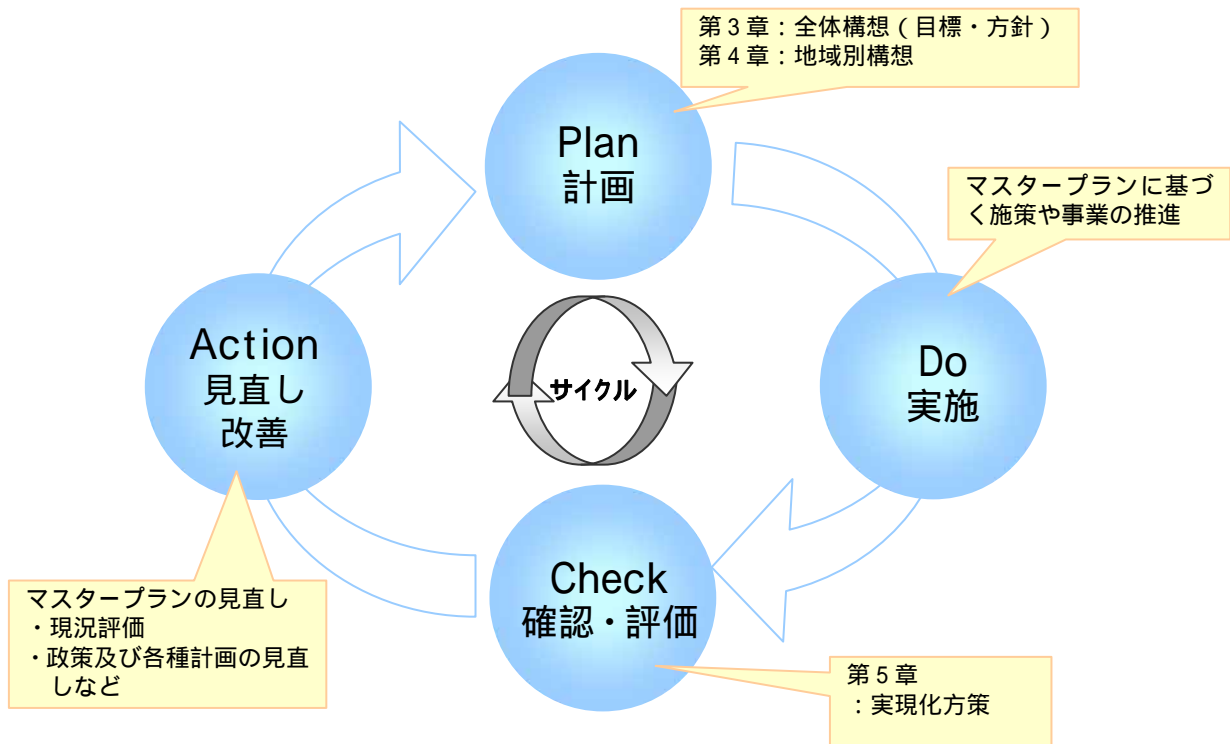 第３章：全体構想（目標・方針）
第４章：地域別構想
Plan
計画
マスタープランに基づ
く施策や事業の推進
Do
実施
サイクル
Action
見直し
改善
Check
確認・評価
マスタープランの見直し
・現況評価
・政策及び各種計画の見直
しなど
第５章
：実現化方策